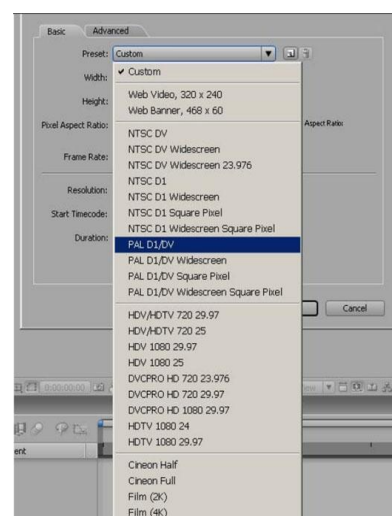 Basic Advanced
Preset: Custom
Width: ✔ Custom
Web Video, 320 x 240
Height:
Web Banner, 468 x 60
Pixel Aspect Ratio: Aspect Ratio:
NTSC DV
NTSC DV Widescreen
Frame Rate:
NTSC DV Widescreen 23.976
NTSC D1
Resolution:
NTSC D1 Widescreen
Start Timecode: NTSC D1 Square Pixel
NTSC D1 Widescreen Square Pixel
Duration: PAL D1/DV
PAL D1/DV Widescreen
PAL D1/DV Square Pixel
PAL D1/DV Widescreen Square Pixel
HDV/HDTV 720 29.97 Cancel
HDV/HDTV 720 25
HDV 1080 29.97
HDV 1080 25
0:00:00:00
DVCPRO HD 720 23.976
DVCPRO HD 720 29.97
DVCPRO HD 1080 29.97
HDTV 1080 24
ent HDTV 1080 29.97
Cineon Half
Cineon Full
Film (2K)
Film (4K)